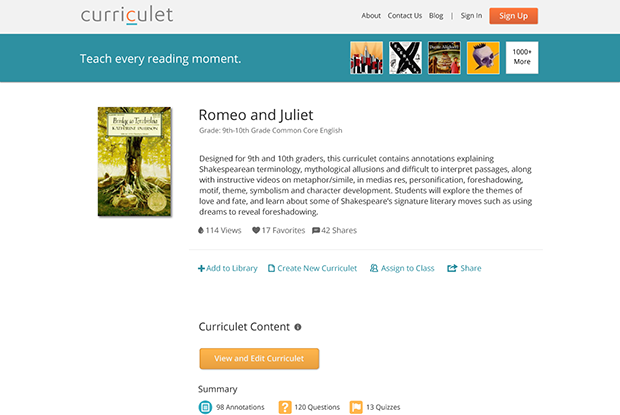 curriculet
About Contact Us Blog | Sign In Sign Up
Teach every reading moment.
1000+
More
Romeo and Juliet
Grade: 9th-10th Grade Common Core English
Bridge to Terabithia
KATHERINE PATERSON
Designed for 9th and 10th graders, this curriculet contains annotations explaining
Shakespearean terminology, mythological allusions and difficult to interpret passages, along
with instructive videos on metaphor/simile, in medias res, personification, foreshadowing,
motif, theme, symbolism and character development. Students will explore the themes of
love and fate, and learn about some of Shakespeare's signature literary moves such as using
dreams to reveal foreshadowing.
114 Views 17 Favorites 42 Shares
Add to Library Create New Curriculet Assign to Class Share
Curriculet Content
View and Edit Curriculet
Summary
98 Annotations 120 Questions 13 Quizzes